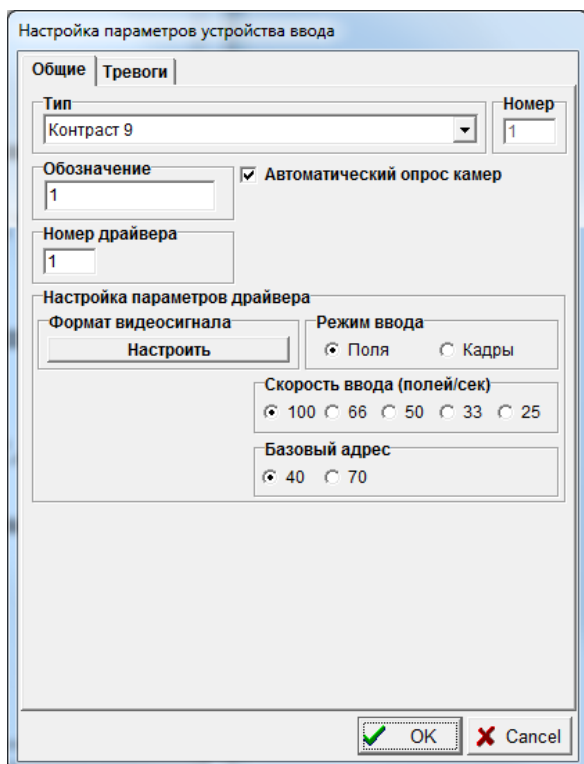 Настройка параметров устройства ввода
Общие Тревоги
Тип Номер
Контраст 9 1
Обозначение
1 Автоматический опрос камер
Номер драйвера
1
Настройка параметров драйвера
Формат видеосигнала Режим ввода
Настроить Поля Кадры
Скорость ввода (полей/сек)
100 66 50 33 25
Базовый адрес
40 70
OK Cancel